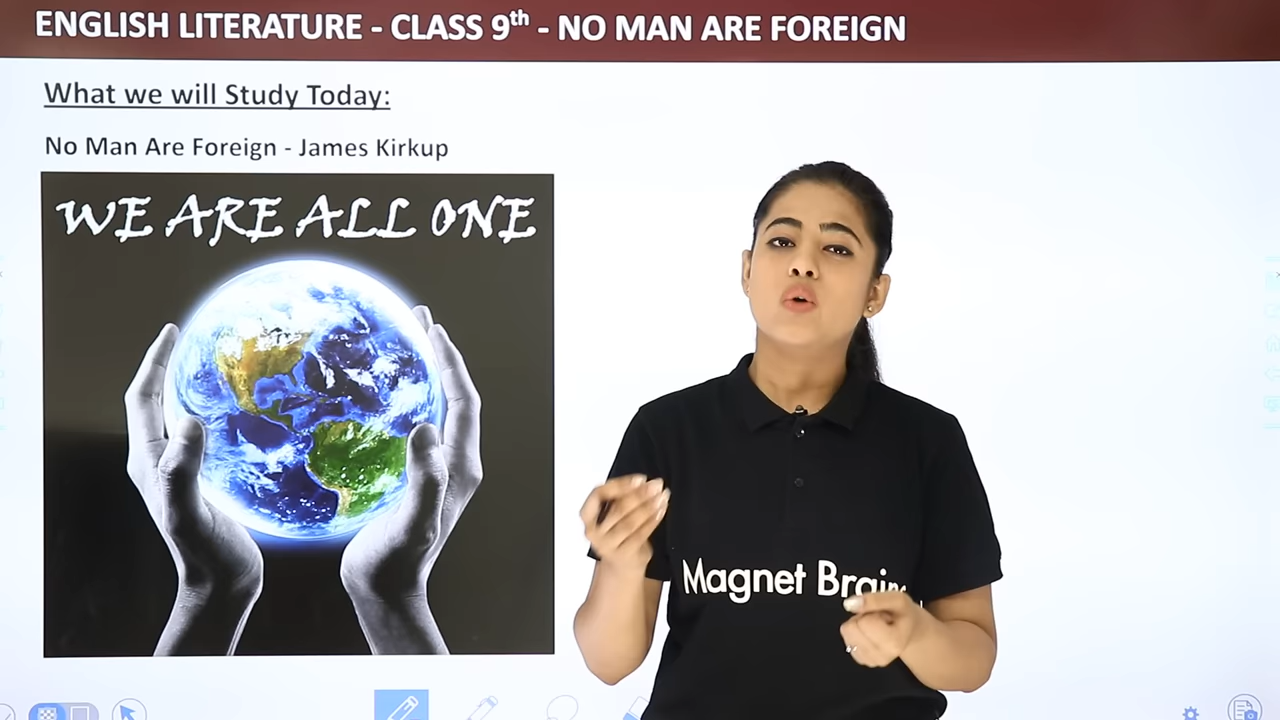 ENGLISH LITERATURE - CLASS 9th - NO MAN ARE FOREIGN
What we will Study Today:
No Man Are Foreign - James Kirkup
WE ARE ALL ONE
Magnet Brains